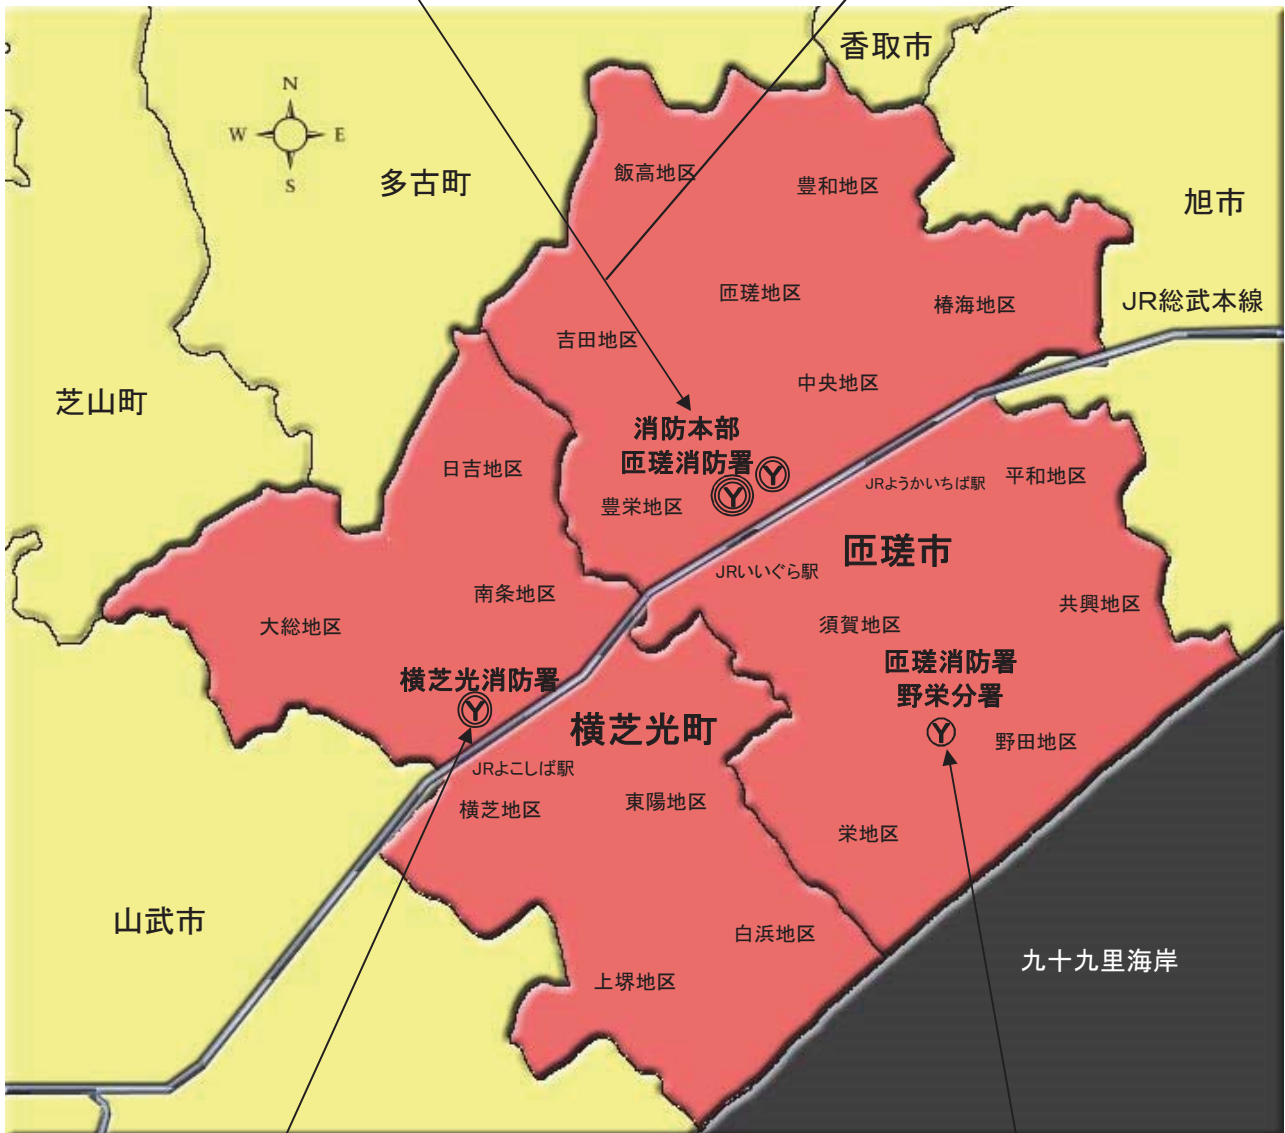 香取市
N
W E
S
多古町
飯高地区
豊和地区
旭市
匝瑳地区
椿海地区
JR総武本線
吉田地区
中央地区
芝山町
消防本部
匝瑳消防署
Y
Y
日吉地区
豊栄地区
JRようかいちば駅
平和地区
匝瑳市
JRいいぐら駅
南条地区
大総地区
須賀地区
共興地区
匝瑳消防署
野栄分署
Y
横芝光消防署
Y
横芝光町
野田地区
JRよこしば駅
横芝地区
東陽地区
栄地区
山武市
白浜地区
上堺地区
九十九里海岸